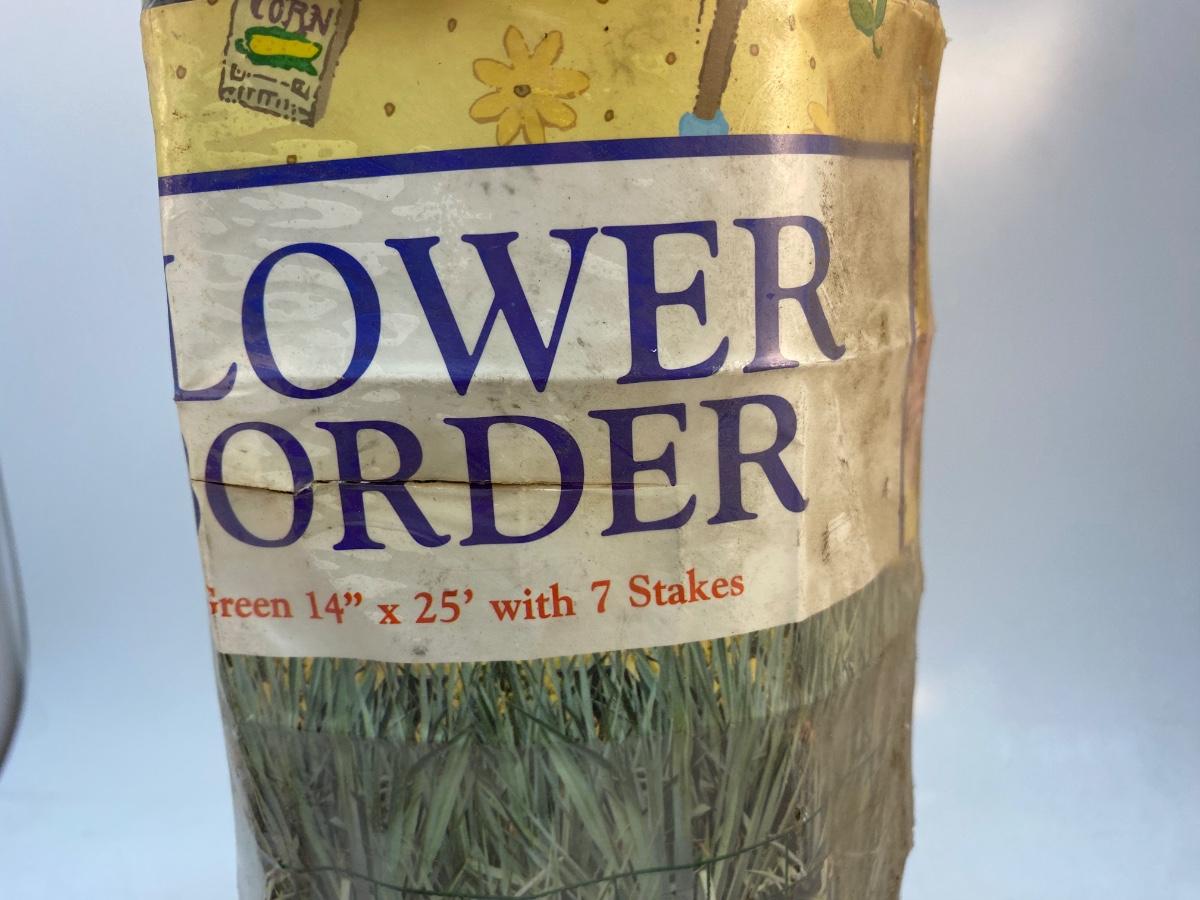 CORN
LOWER
ORDER
Green 14” x 25’ with 7 Stakes